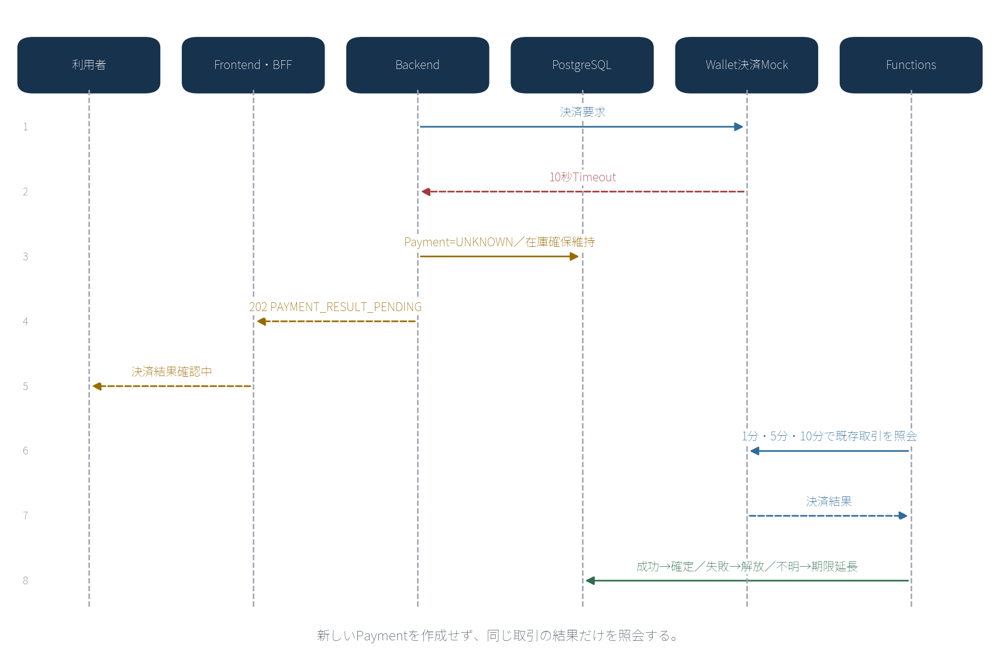 利用者
Frontend・BFF
Backend
PostgreSQL
Wallet決済Mock
Functions
決済要求
1
10秒Timeout
2
Payment=UNKNOWN／在庫確保維持
3
202 PAYMENT_RESULT_PENDING
4
決済結果確認中
5
1分・5分・10分で既存取引を照会
6
決済結果
7
成功→確定／失敗→解放／不明→期限延長
8
新しいPaymentを作成せず、同じ取引の結果だけを照会する。